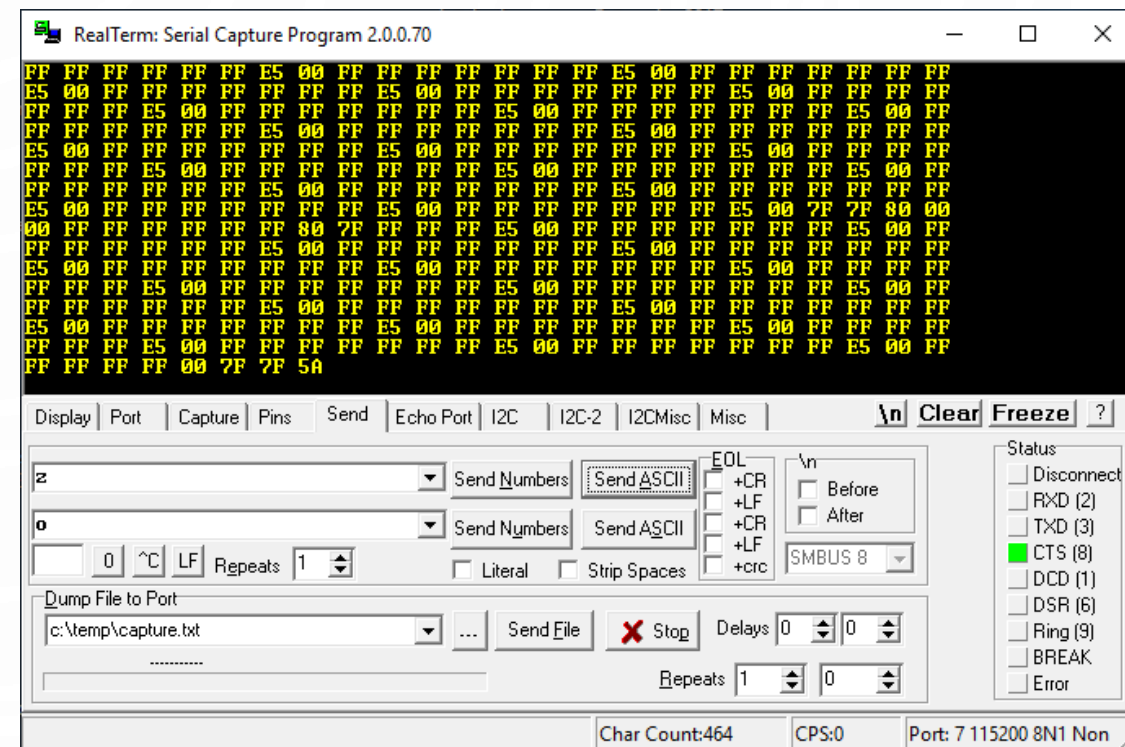 RealTerm: Serial Capture Program 2.0.0.70
FF FF FF FF FF FF E5 00 FF FF FF FF FF FF FF E5 00 FF FF FF FF FF FF FF
E5 00 FF FF FF FF FF FF FF E5 00 FF FF FF FF FF FF FF E5 00 FF FF FF FF
FF FF FF E5 00 FF FF FF FF FF FF FF E5 00 FF FF FF FF FF FF FF E5 00 FF
FF FF FF FF FF FF E5 00 FF FF FF FF FF FF FF E5 00 FF FF FF FF FF FF FF
E5 00 FF FF FF FF FF FF FF E5 00 FF FF FF FF FF FF FF E5 00 FF FF FF FF
FF FF FF E5 00 FF FF FF FF FF FF FF E5 00 FF FF FF FF FF FF FF E5 00 FF
FF FF FF FF FF FF E5 00 FF FF FF FF FF FF FF E5 00 FF FF FF FF FF FF FF
E5 00 FF FF FF FF FF FF FF E5 00 FF FF FF FF FF FF FF E5 00 7F 7F 80 00
00 FF FF FF FF FF FF 80 7F FF FF FF E5 00 FF FF FF FF FF FF FF E5 00 FF
FF FF FF FF FF FF E5 00 FF FF FF FF FF FF FF E5 00 FF FF FF FF FF FF FF
E5 00 FF FF FF FF FF FF FF E5 00 FF FF FF FF FF FF FF E5 00 FF FF FF FF
FF FF FF E5 00 FF FF FF FF FF FF FF E5 00 FF FF FF FF FF FF FF E5 00 FF
FF FF FF FF FF FF E5 00 FF FF FF FF FF FF FF E5 00 FF FF FF FF FF FF FF
E5 00 FF FF FF FF FF FF FF E5 00 FF FF FF FF FF FF FF E5 00 FF FF FF FF
FF FF FF E5 00 FF FF FF FF FF FF FF E5 00 FF FF FF FF FF FF FF E5 00 FF
FF FF FF FF 00 7F 7F 5A
Display Port Capture Pins Send Echo Port I2C I2C-2 I2CMisc Misc \n Clear Freeze ?
z Send Numbers Send ASCII
o Send Numbers Send ASCII
0 ^C LF Repeats 1 Literal Strip Spaces
EOL
+CR
+LF
+CR
+LF
+crc
\n
Before
After
SMBUS 8
Dump File to Port
c:\temp\capture.txt ... Send File Stop Delays 0 0
Repeats 1 0
Status
Disconnect
RXD (2)
TXD (3)
CTS (8)
DCD (1)
DSR (6)
Ring (9)
BREAK
Error
Char Count:464 CPS:0 Port: 7 115200 8N1 Non